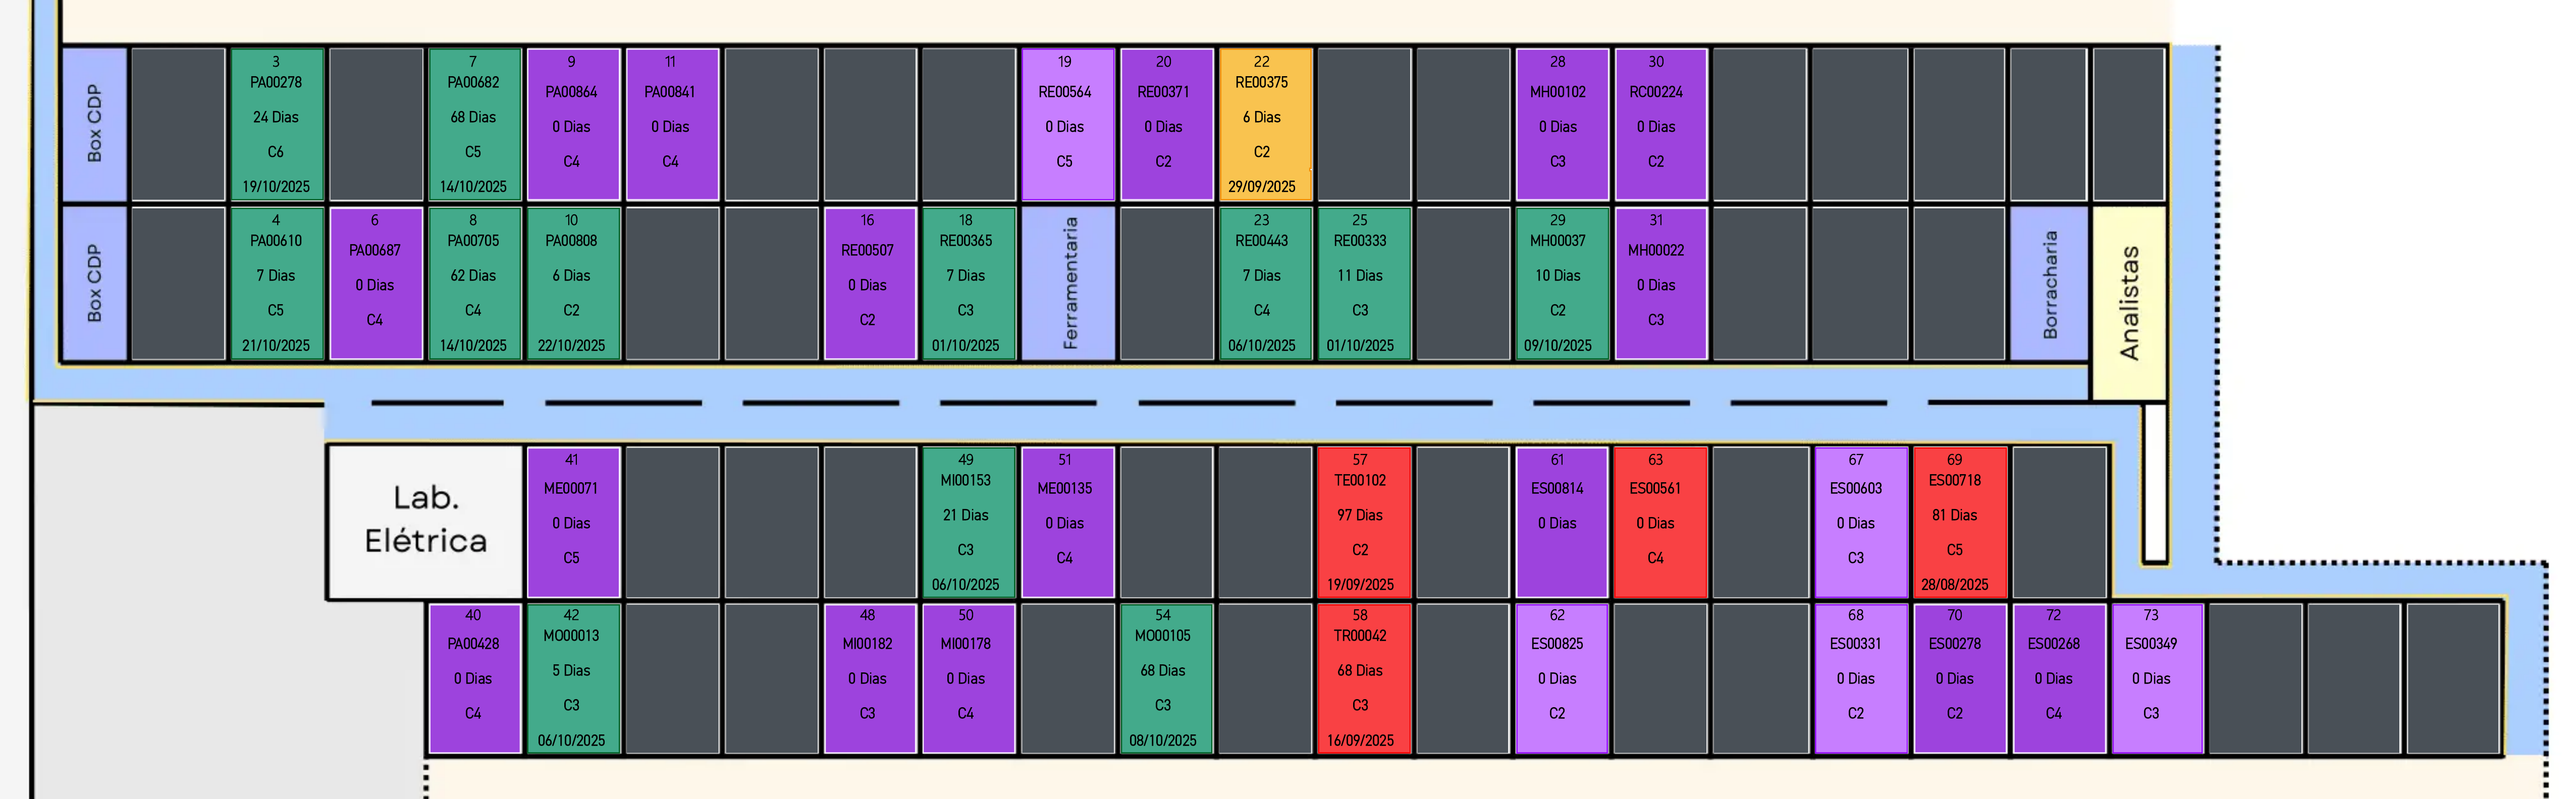 Box CDP
3
PA00278
24 Dias
C6
19/10/2025
7
PA00682
68 Dias
C5
14/10/2025
9
PA00864
0 Dias
C4
11
PA00841
0 Dias
C4
19
RE00564
0 Dias
C5
20
RE00371
0 Dias
C2
22
RE00375
6 Dias
C2
29/09/2025
28
MH00102
0 Dias
C3
30
RC00224
0 Dias
C2
Box CDP
4
PA00610
7 Dias
C5
21/10/2025
6
PA00687
0 Dias
C4
8
PA00705
62 Dias
C4
14/10/2025
10
PA00808
6 Dias
C2
22/10/2025
16
RE00507
0 Dias
C2
18
RE00365
7 Dias
C3
01/10/2025
Ferramentaria
23
RE00443
7 Dias
C4
06/10/2025
25
RE00333
11 Dias
C3
01/10/2025
29
MH00037
10 Dias
C2
09/10/2025
31
MH00022
0 Dias
C3
Borracharia
Analistas
Lab.
Elétrica
41
ME00071
0 Dias
C5
49
MI00153
21 Dias
C3
06/10/2025
51
ME00135
0 Dias
C4
57
TE00102
97 Dias
C2
19/09/2025
61
ES00814
0 Dias
63
ES00561
0 Dias
C4
67
ES00603
0 Dias
C3
69
ES00718
81 Dias
C5
28/08/2025
40
PA00428
0 Dias
C4
42
MO00013
5 Dias
C3
06/10/2025
48
MI00182
0 Dias
C3
50
MI00178
0 Dias
C4
54
MO00105
68 Dias
C3
08/10/2025
58
TR00042
68 Dias
C3
16/09/2025
62
ES00825
0 Dias
C2
68
ES00331
0 Dias
C2
70
ES00278
0 Dias
C2
72
ES00268
0 Dias
C4
73
ES00349
0 Dias
C3